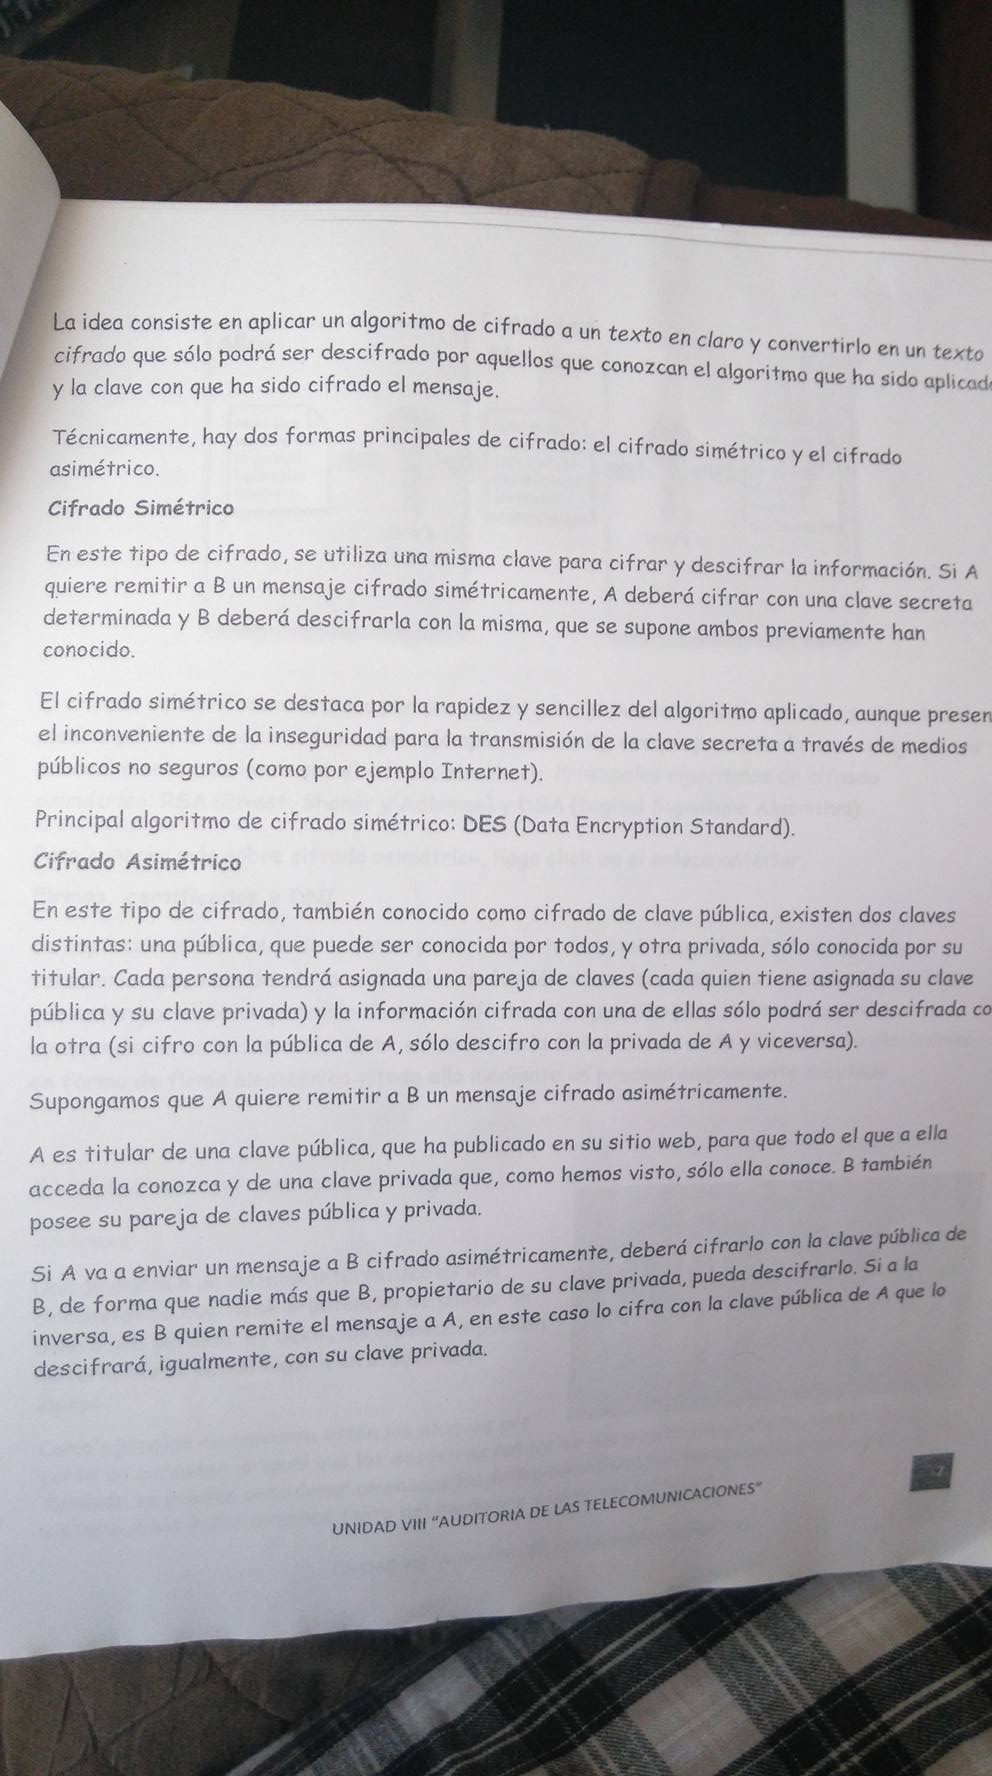 La idea consiste en aplicar un algoritmo de cifrado a un texto en claro y convertirlo en un texto
cifrado que sólo podrá ser descifrado por aquellos que conozcan el algoritmo que ha sido aplicad
y la clave con que ha sido cifrado el mensaje.
Técnicamente, hay dos formas principales de cifrado: el cifrado simétrico y el cifrado
asimétrico.
Cifrado Simétrico
En este tipo de cifrado, se utiliza una misma clave para cifrar y descifrar la información. Si A
quiere remitir a B un mensaje cifrado simétricamente, A deberá cifrar con una clave secreta
determinada y B deberá descifrarla con la misma, que se supone ambos previamente han
conocido.
El cifrado simétrico se destaca por la rapidez y sencillez del algoritmo aplicado, aunque presen
el inconveniente de la inseguridad para la transmisión de la clave secreta a través de medios
públicos no seguros (como por ejemplo Internet).
Principal algoritmo de cifrado simétrico: DES (Data Encryption Standard).
Cifrado Asimétrico
En este tipo de cifrado, también conocido como cifrado de clave pública, existen dos claves
distintas: una pública, que puede ser conocida por todos, y otra privada, sólo conocida por su
titular. Cada persona tendrá asignada una pareja de claves (cada quien tiene asignada su clave
pública y su clave privada) y la información cifrada con una de ellas sólo podrá ser descifrada co
la otra (si cifro con la pública de A, sólo descifro con la privada de A y viceversa).
Supongamos que A quiere remitir a B un mensaje cifrado asimétricamente.
A es titular de una clave pública, que ha publicado en su sitio web, para que todo el que a ella
acceda la conozca y de una clave privada que, como hemos visto, sólo ella conoce. B también
posee su pareja de claves pública y privada.
Si A va a enviar un mensaje a B cifrado asimétricamente, deberá cifrarlo con la clave pública de
B, de forma que nadie más que B, propietario de su clave privada, pueda descifrarlo. Si a la
inversa, es B quien remite el mensaje a A, en este caso lo cifra con la clave pública de A que lo
descifrará, igualmente, con su clave privada.
7
UNIDAD VIII "AUDITORIA DE LAS TELECOMUNICACIONES"